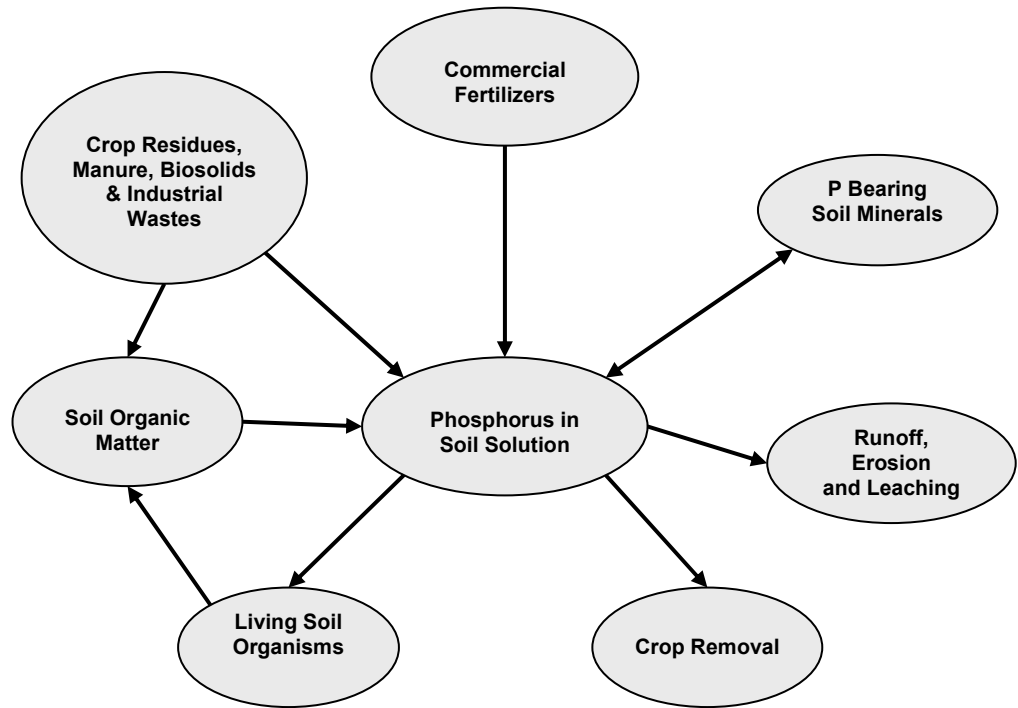 Commercial
Fertilizers
Crop Residues,
Manure, Biosolids
& Industrial
Wastes
P Bearing
Soil Minerals
Soil Organic
Matter
Phosphorus in
Soil Solution
Runoff,
Erosion
and Leaching
Living Soil
Organisms
Crop Removal